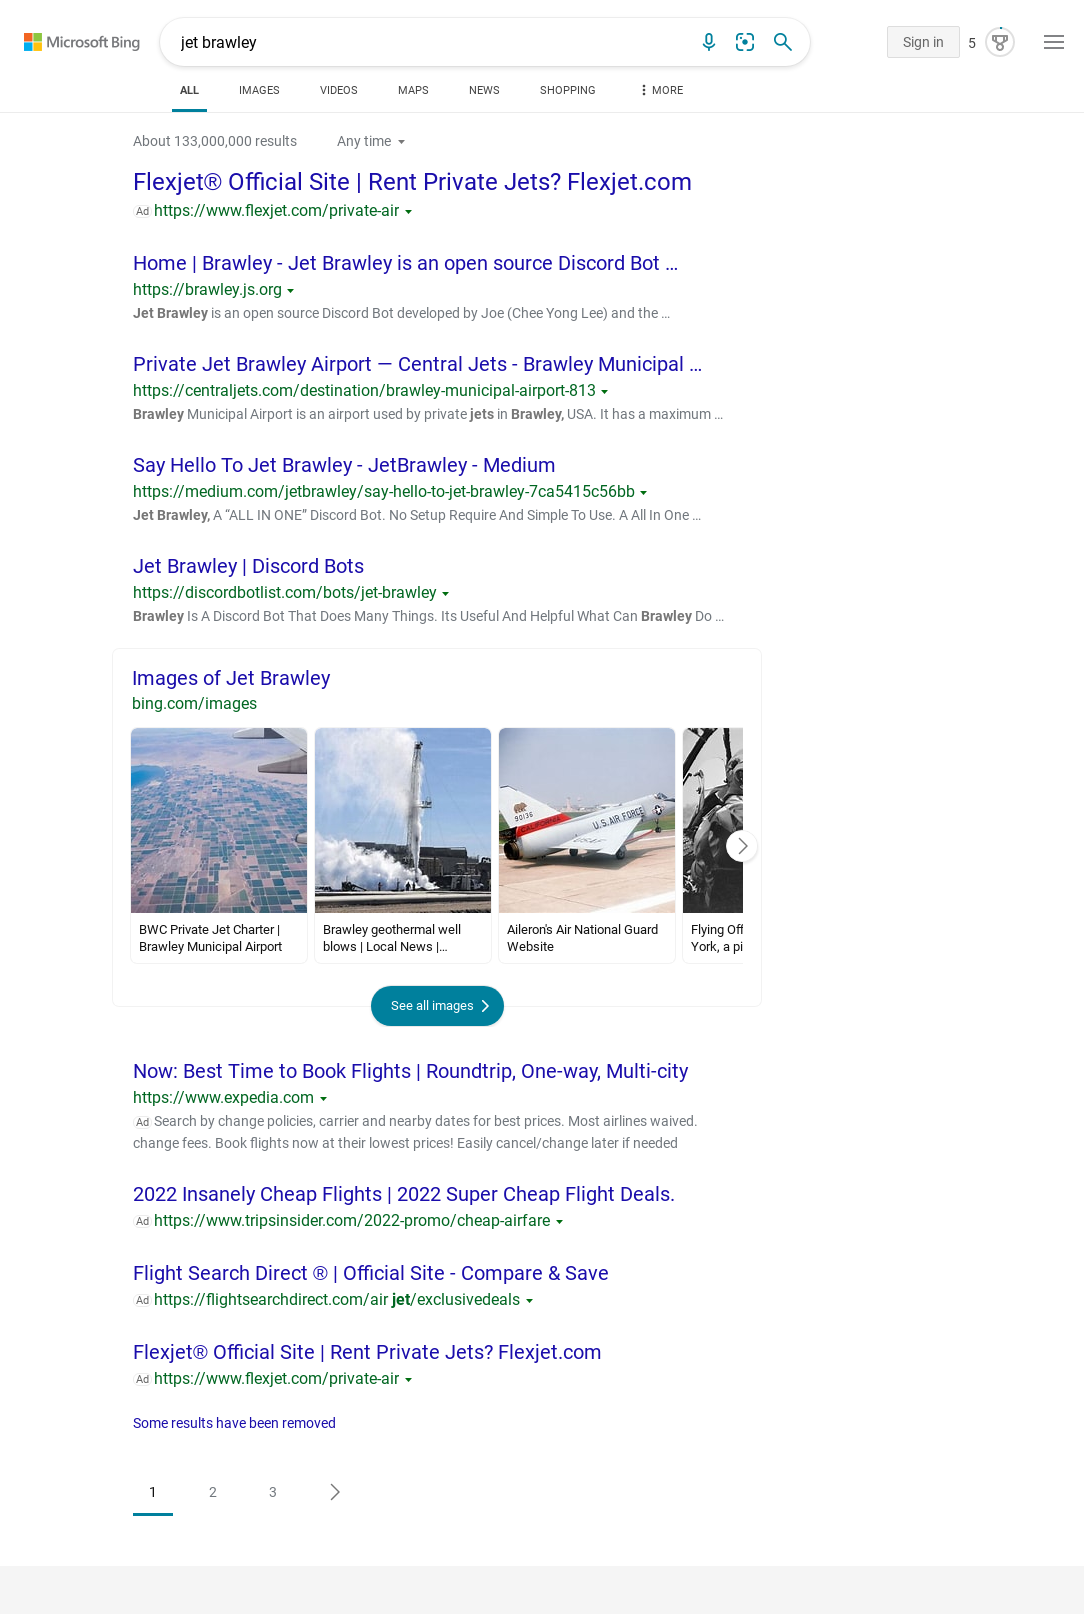 Microsoft Bing
jet brawley
Sign in
5
ALL
IMAGES
VIDEOS
MAPS
NEWS
SHOPPING
MORE
About 133,000,000 results
Any time
Flexjet® Official Site | Rent Private Jets? Flexjet.com
Ad https://www.flexjet.com/private-air
Home | Brawley - Jet Brawley is an open source Discord Bot ...
https://brawley.js.org
Jet Brawley is an open source Discord Bot developed by Joe (Chee Yong Lee) and the ...
Private Jet Brawley Airport — Central Jets - Brawley Municipal ...
https://centraljets.com/destination/brawley-municipal-airport-813
Brawley Municipal Airport is an airport used by private jets in Brawley, USA. It has a maximum ...
Say Hello To Jet Brawley - JetBrawley - Medium
https://medium.com/jetbrawley/say-hello-to-jet-brawley-7ca5415c56bb
Jet Brawley, A “ALL IN ONE” Discord Bot. No Setup Require And Simple To Use. A All In One ...
Jet Brawley | Discord Bots
https://discordbotlist.com/bots/jet-brawley
Brawley Is A Discord Bot That Does Many Things. Its Useful And Helpful What Can Brawley Do ...
Images of Jet Brawley
bing.com/images
90136
CALIFORNIA
U.S. AIR FORCE
USAF
BWC Private Jet Charter |
Brawley Municipal Airport
Brawley geothermal well
blows | Local News |...
Aileron's Air National Guard
Website
Flying Off
York, a pi
See all images
Now: Best Time to Book Flights | Roundtrip, One-way, Multi-city
https://www.expedia.com
Ad Search by change policies, carrier and nearby dates for best prices. Most airlines waived.
change fees. Book flights now at their lowest prices! Easily cancel/change later if needed
2022 Insanely Cheap Flights | 2022 Super Cheap Flight Deals.
Ad https://www.tripsinsider.com/2022-promo/cheap-airfare
Flight Search Direct ® | Official Site - Compare & Save
Ad https://flightsearchdirect.com/air jet/exclusivedeals
Flexjet® Official Site | Rent Private Jets? Flexjet.com
Ad https://www.flexjet.com/private-air
Some results have been removed
1
2
3